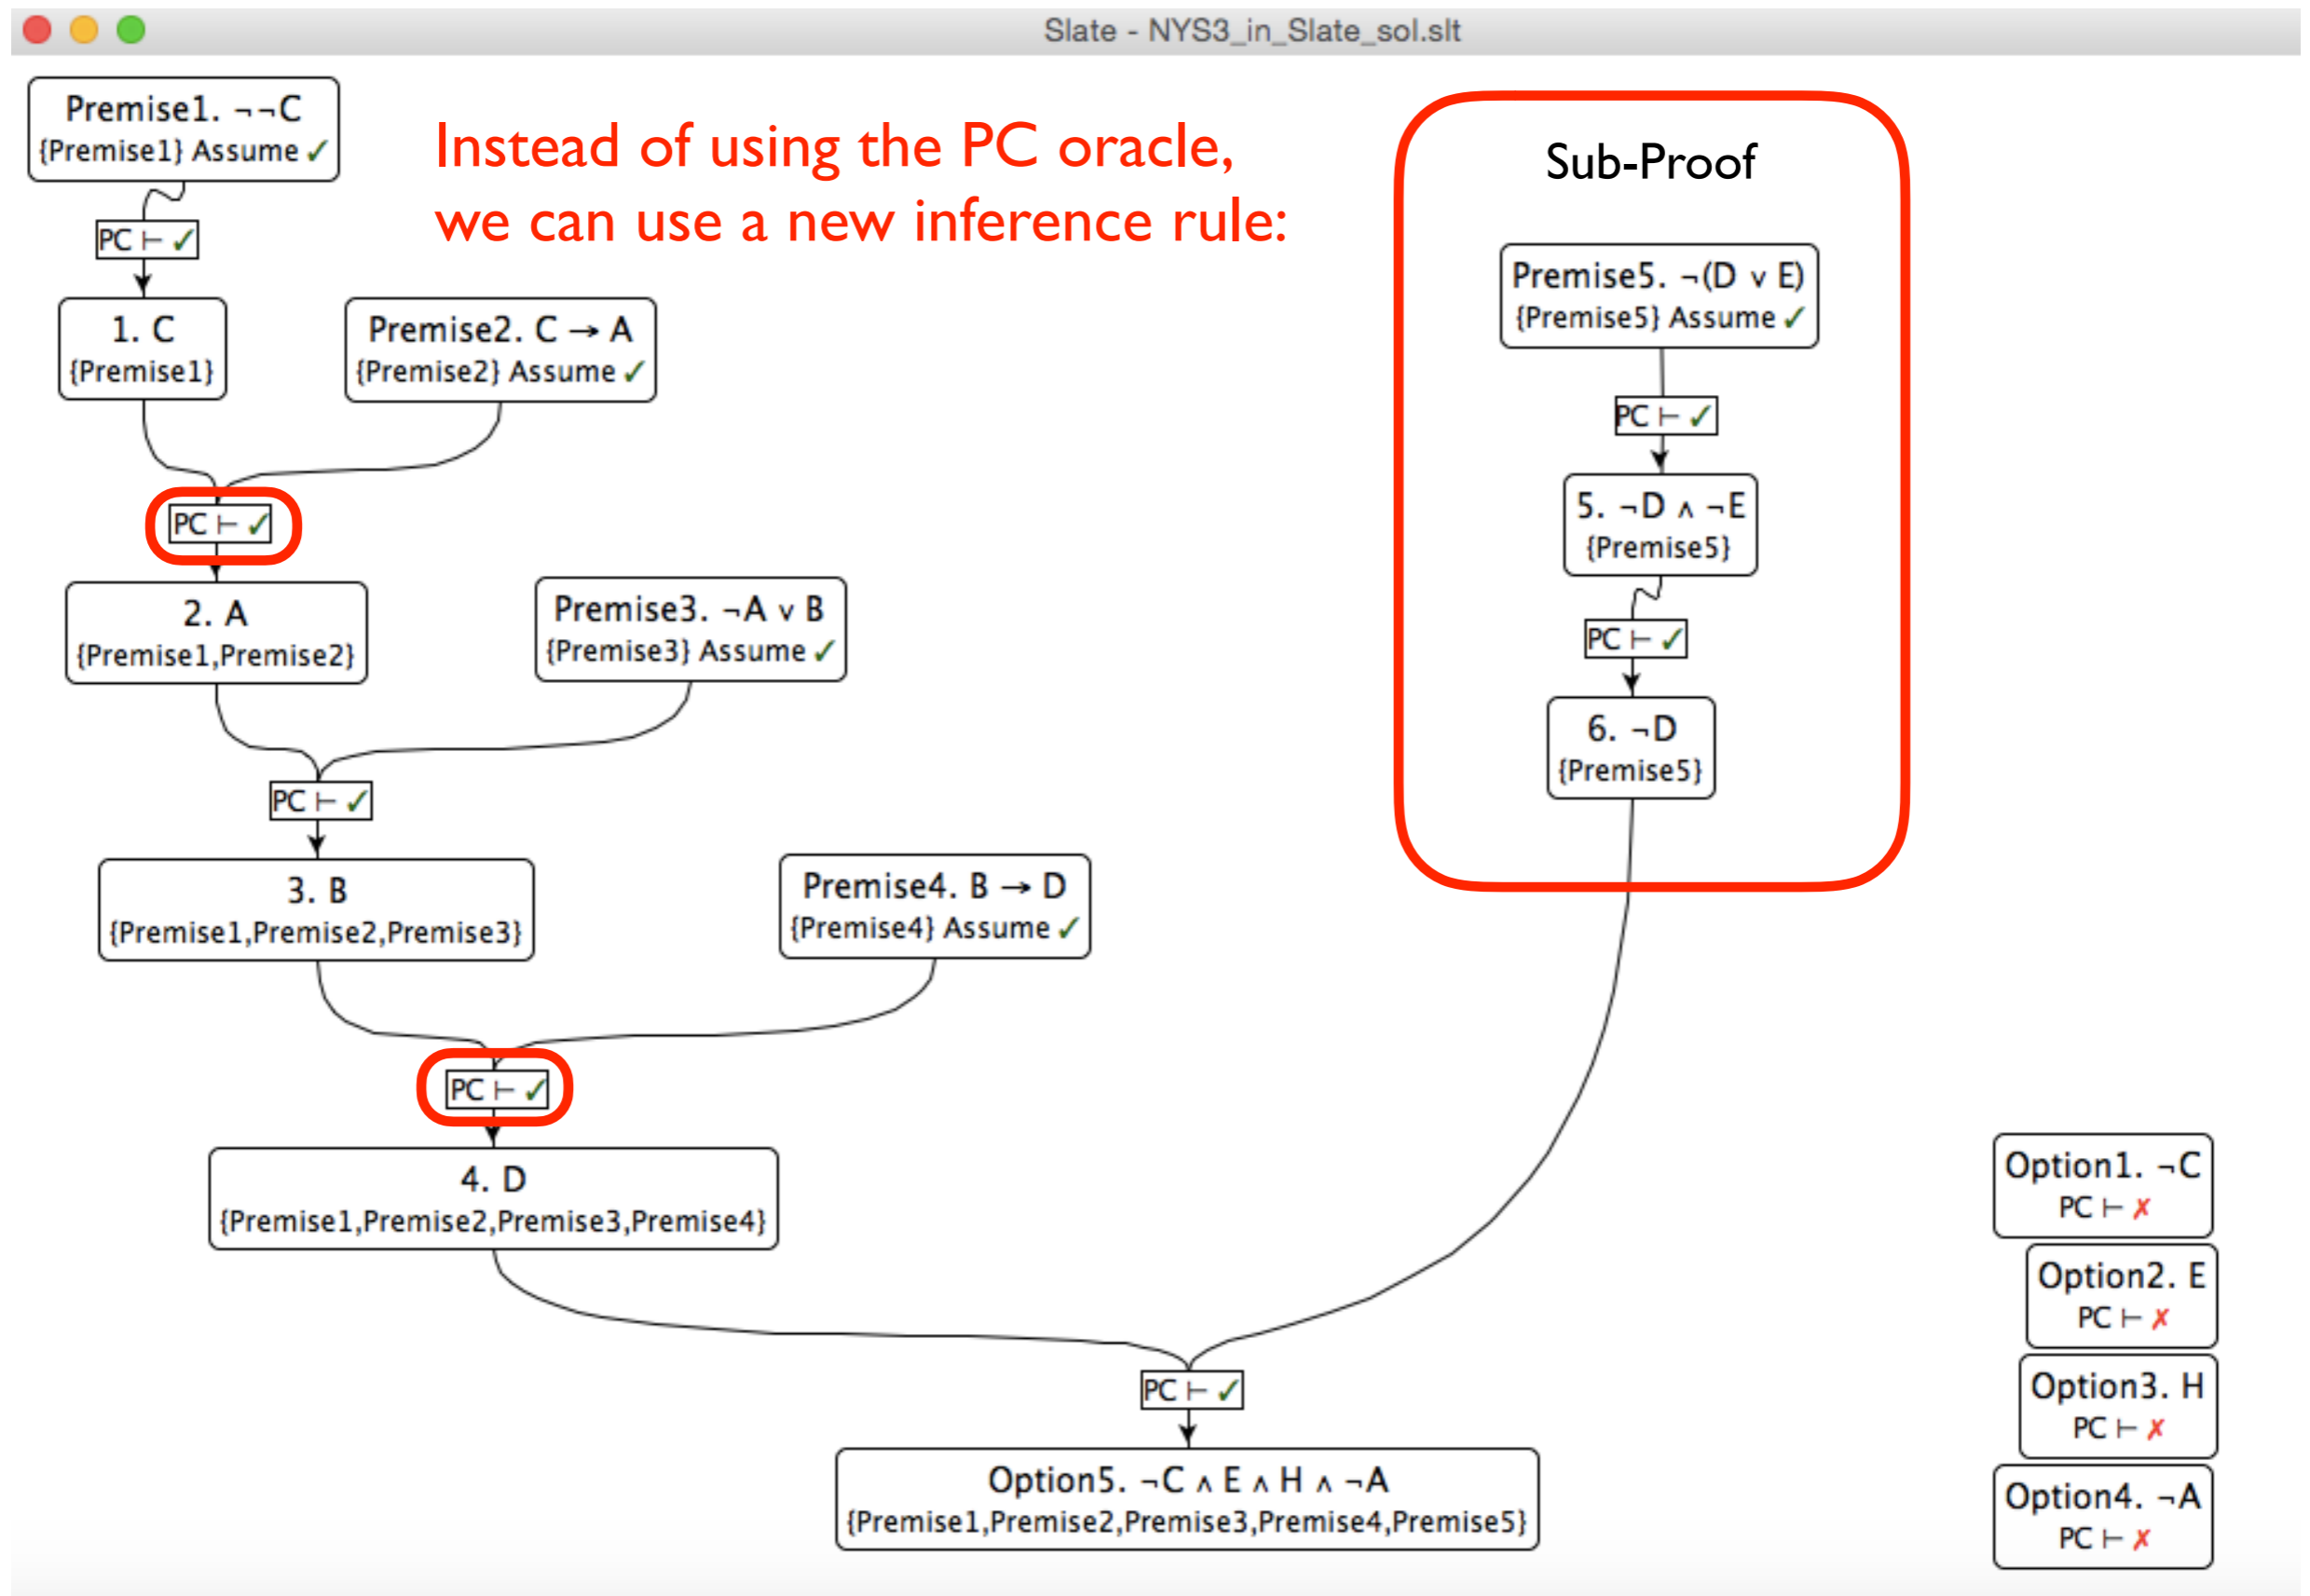 Slate - NYS3_in_Slate_sol.slt
Premise1. ¬¬C
{Premise1} Assume ✓
Instead of using the PC oracle,
we can use a new inference rule:
PC ⊢ ✓
1. C
{Premise1}
Premise2. C → A
{Premise2} Assume ✓
PC ⊢ ✓
2. A
{Premise1,Premise2}
Premise3. ¬A ∨ B
{Premise3} Assume ✓
PC ⊢ ✓
3. B
{Premise1,Premise2,Premise3}
Premise4. B → D
{Premise4} Assume ✓
PC ⊢ ✓
4. D
{Premise1,Premise2,Premise3,Premise4}
Sub-Proof
Premise5. ¬(D ∨ E)
{Premise5} Assume ✓
PC ⊢ ✓
5. ¬D ∧ ¬E
{Premise5}
PC ⊢ ✓
6. ¬D
{Premise5}
PC ⊢ ✓
Option5. ¬C ∧ E ∧ H ∧ ¬A
{Premise1,Premise2,Premise3,Premise4,Premise5}
Option1. ¬C
PC ⊢ ✗
Option2. E
PC ⊢ ✗
Option3. H
PC ⊢ ✗
Option4. ¬A
PC ⊢ ✗